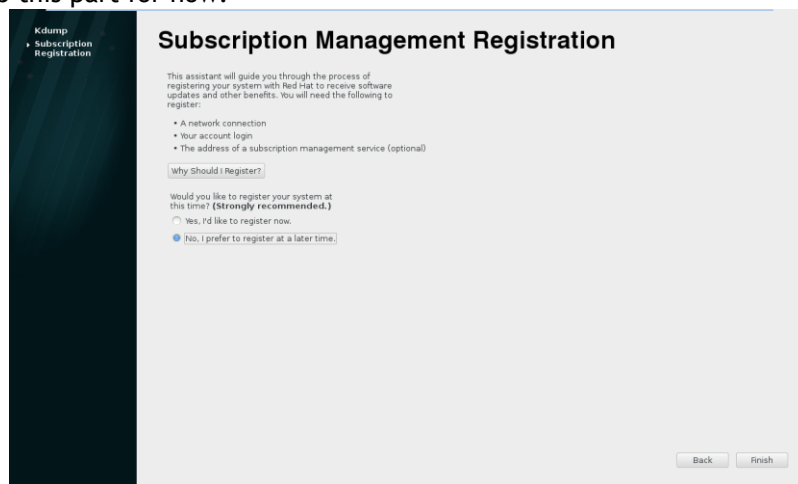 this part for now.
Kdump
Subscription
Registration
Subscription Management Registration
This assistant will guide you through the process of
registering your system with Red Hat to receive software
updates and other benefits. You will need the following to
register:
• A network connection
• Your account login
• The address of a subscription management service (optional)
Why Should I Register?
Would you like to register your system at
this time? (Strongly recommended.)
Yes, I'd like to register now.
No, I prefer to register at a later time.
Back
Finish